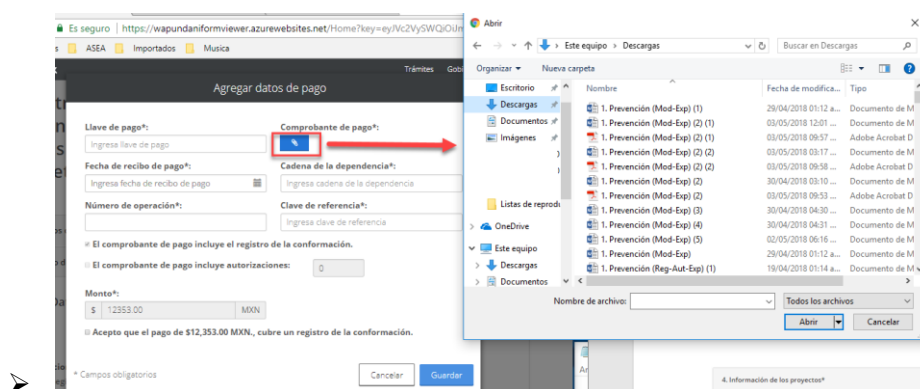 Es seguro | https://wapundaniformviewer.azurewebsites.net/Home?key=eyJVc2VySWQiOiJn
ASEA Importados Musica
Trámites Gobi
Agregar datos de pago
Llave de pago*: Comprobante de pago*:
Ingresa llave de pago
Fecha de recibo de pago*: Cadena de la dependencia*:
Ingresa fecha de recibo de pago Ingresa cadena de la dependencia
Número de operación*: Clave de referencia*:
Ingresa clave de referencia
El comprobante de pago incluye el registro de la conformación.
El comprobante de pago incluye autorizaciones: 0
Monto*:
$ 12353.00 MXN
Acepto que el pago de $12,353.00 MXN., cubre un registro de la conformación.
* Campos obligatorios Cancelar Guardar
Abrir
Este equipo > Descargas Buscar en Descargas
Organizar Nueva carpeta
Escritorio
Descargas
Documentos
Imágenes
Listas de reprodu
OneDrive
Este equipo
Descargas
Documentos
Nombre Fecha de modifica... Tipo
1. Prevención (Mod-Exp) (1) 29/04/2018 01:12 a... Documento de M
1. Prevención (Mod-Exp) (2) (1) 03/05/2018 12:01 ... Documento de M
1. Prevención (Mod-Exp) (2) (1) 03/05/2018 09:57 ... Adobe Acrobat D
1. Prevención (Mod-Exp) (2) (2) 03/05/2018 03:17 ... Documento de M
1. Prevención (Mod-Exp) (2) (2) 03/05/2018 09:58 ... Adobe Acrobat D
1. Prevención (Mod-Exp) (2) 30/04/2018 03:10 ... Documento de M
1. Prevención (Mod-Exp) (2) 03/05/2018 09:53 ... Adobe Acrobat D
1. Prevención (Mod-Exp) (3) 30/04/2018 04:30 ... Documento de M
1. Prevención (Mod-Exp) (4) 30/04/2018 04:31 ... Documento de M
1. Prevención (Mod-Exp) (5) 02/05/2018 06:16 ... Documento de M
1. Prevención (Mod-Exp) 29/04/2018 01:12 a... Documento de M
1. Prevención (Reg-Aut-Exp) (1) 19/04/2018 01:14 a... Documento de M
Nombre de archivo: Todos los archivos
Abrir Cancelar
4. Información de los proyectos*